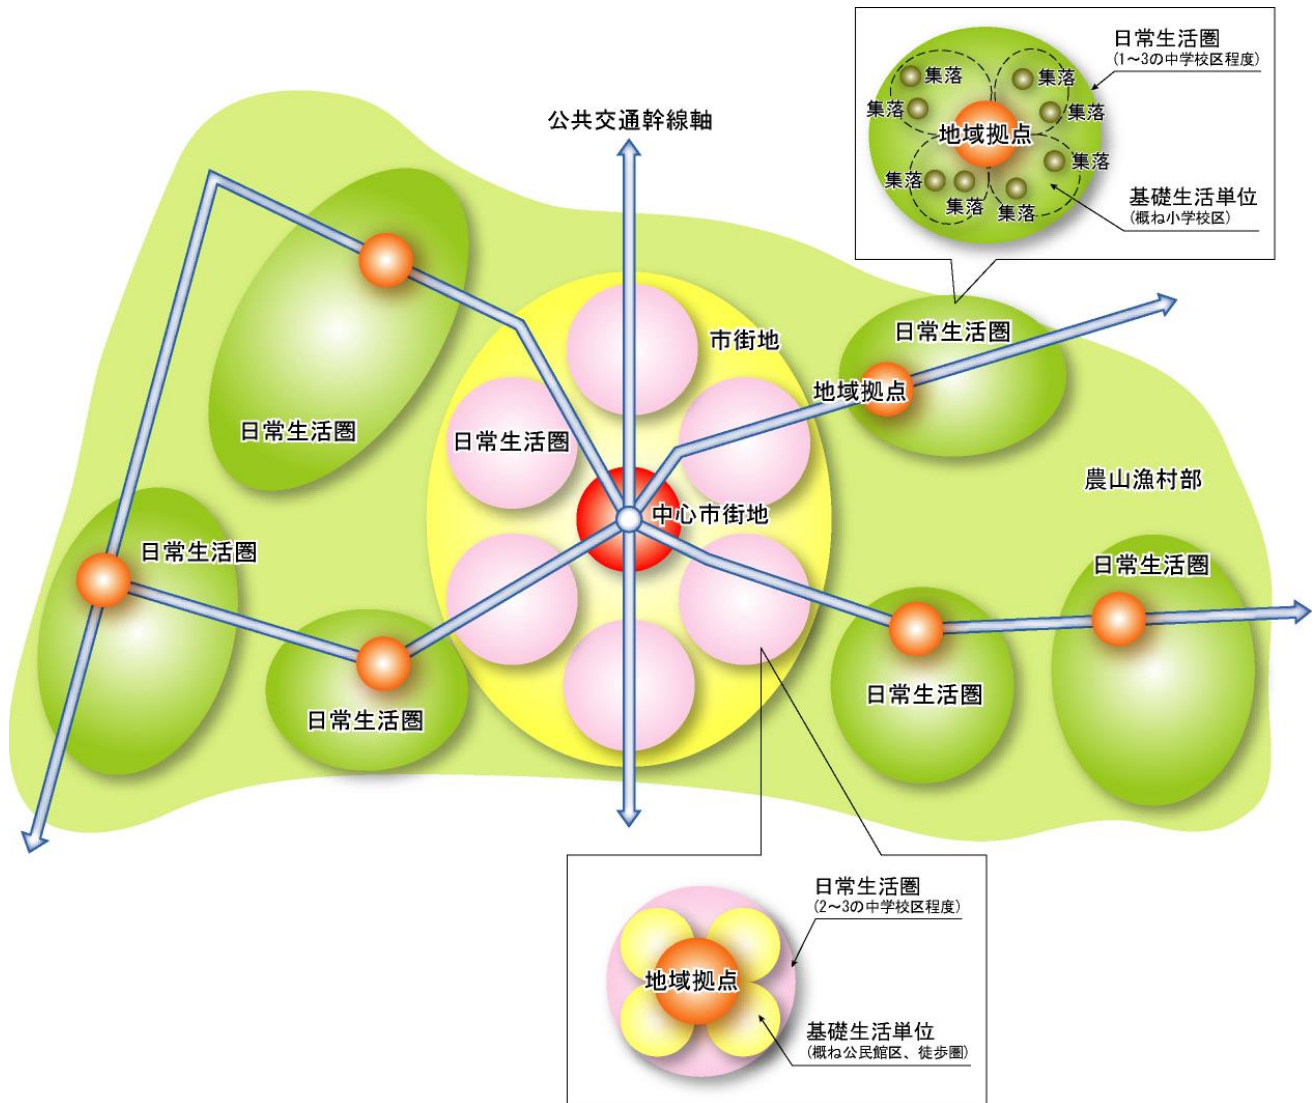 日常生活圏
(1～3の中学校区程度)
集落
集落
集落
集落
地域拠点
集落
集落
集落
集落
基礎生活単位
(概ね小学校区)
公共交通幹線軸
日常生活圏
市街地
地域拠点
日常生活圏
日常生活圏
農山漁村部
中心市街地
日常生活圏
日常生活圏
日常生活圏
日常生活圏
日常生活圏
(2～3の中学校区程度)
地域拠点
基礎生活単位
(概ね公民館区、徒歩圏)